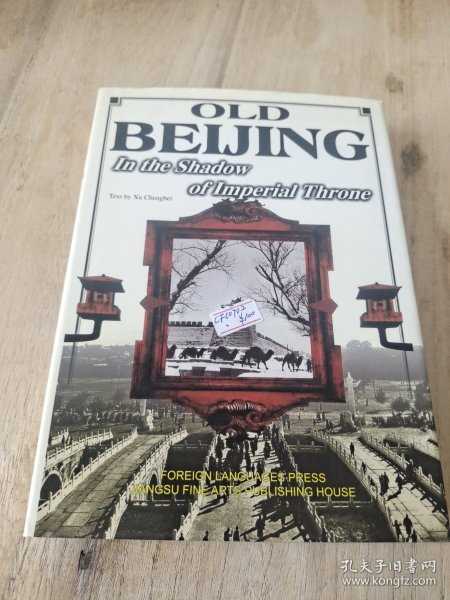 OLD
BEIJING
In the Shadow
of Imperial Throne
Text by Xu Chengbei
FOREIGN LANGUAGES PRESS
JIANGSU FINE ARTS PUBLISHING HOUSE
孔夫子旧书网
www.kongfz.com